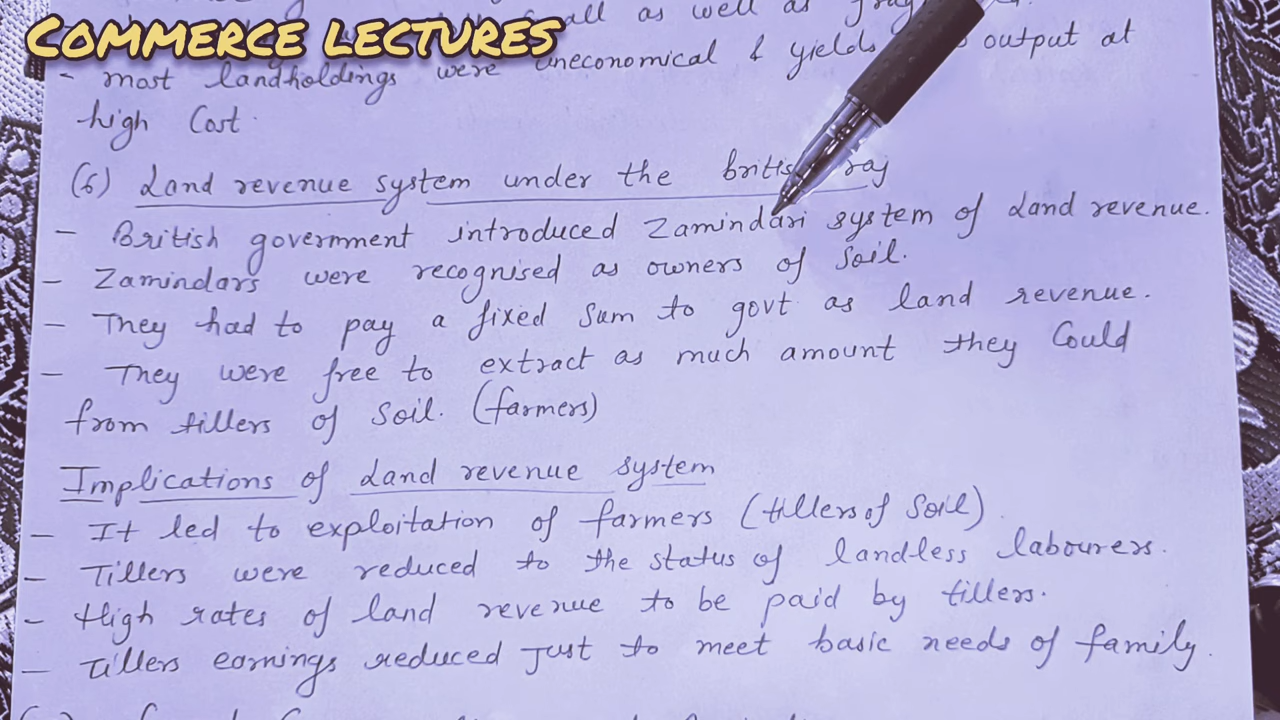 COMMERCE LECTURES
all as well as
- most landholdings were uneconomical & yields output at
high Cost.
(6) Land revenue system under the british raj
- British government introduced Zamindari system of Land revenue.
- Zamindars were recognised as owners of soil.
- They had to pay a fixed sum to govt as land revenue.
- They were free to extract as much amount they Could
from tillers of soil. (farmers)
Implications of Land revenue system
- It led to exploitation of farmers (tillers of soil)
- Tillers were reduced to the status of landless labourers.
- High rates of land revenue to be paid by tillers.
- Tillers earnings reduced Just to meet basic needs of family.